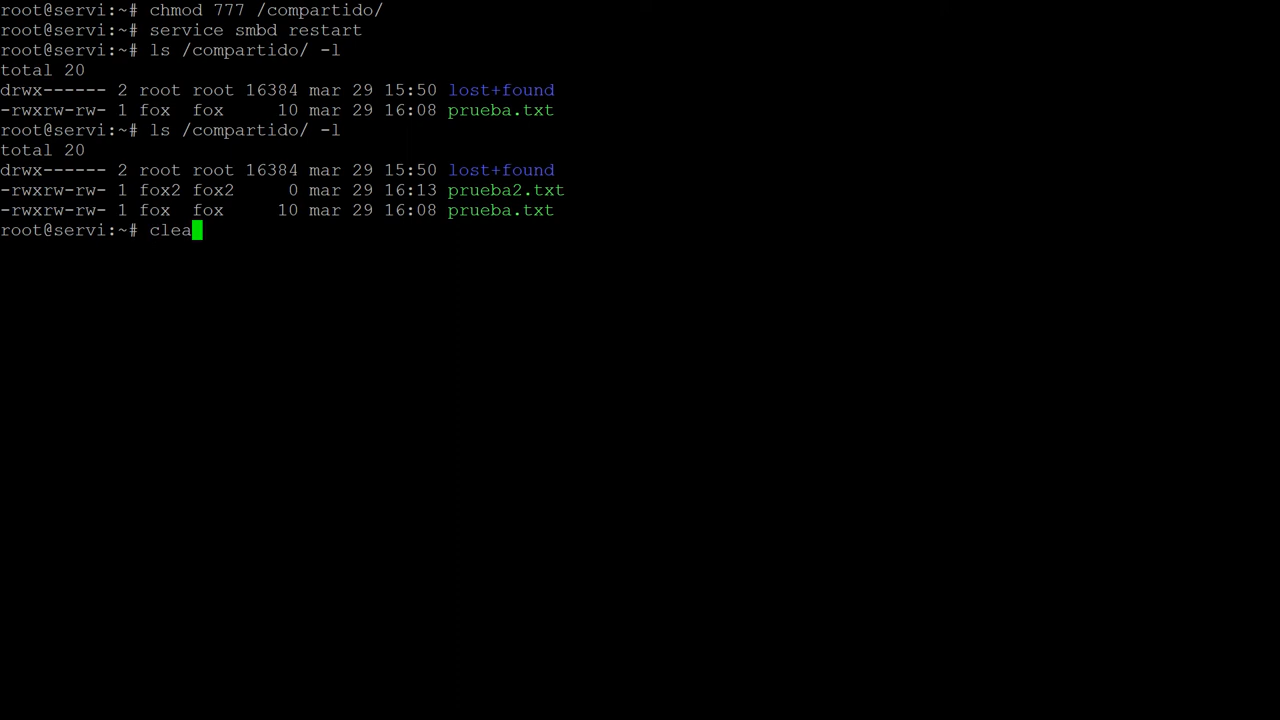 root@servi:~# chmod 777 /compartido/
root@servi:~# service smbd restart
root@servi:~# ls /compartido/ -l
total 20
drwx------ 2 root root 16384 mar 29 15:50 lost+found
-rwxrw-rw- 1 fox  fox     10 mar 29 16:08 prueba.txt
root@servi:~# ls /compartido/ -l
total 20
drwx------ 2 root root 16384 mar 29 15:50 lost+found
-rwxrw-rw- 1 fox2 fox2     0 mar 29 16:13 prueba2.txt
-rwxrw-rw- 1 fox  fox     10 mar 29 16:08 prueba.txt
root@servi:~# clea